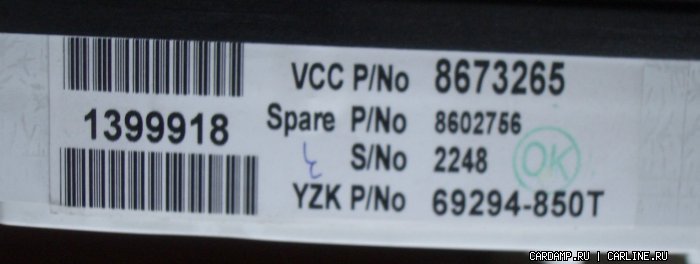 VCC P/No 8673265
1399918
Spare P/No 8602756
S/No 2248
OK
YZK P/No 69294-850T
CARDAMP.RU | CARLINE.RU